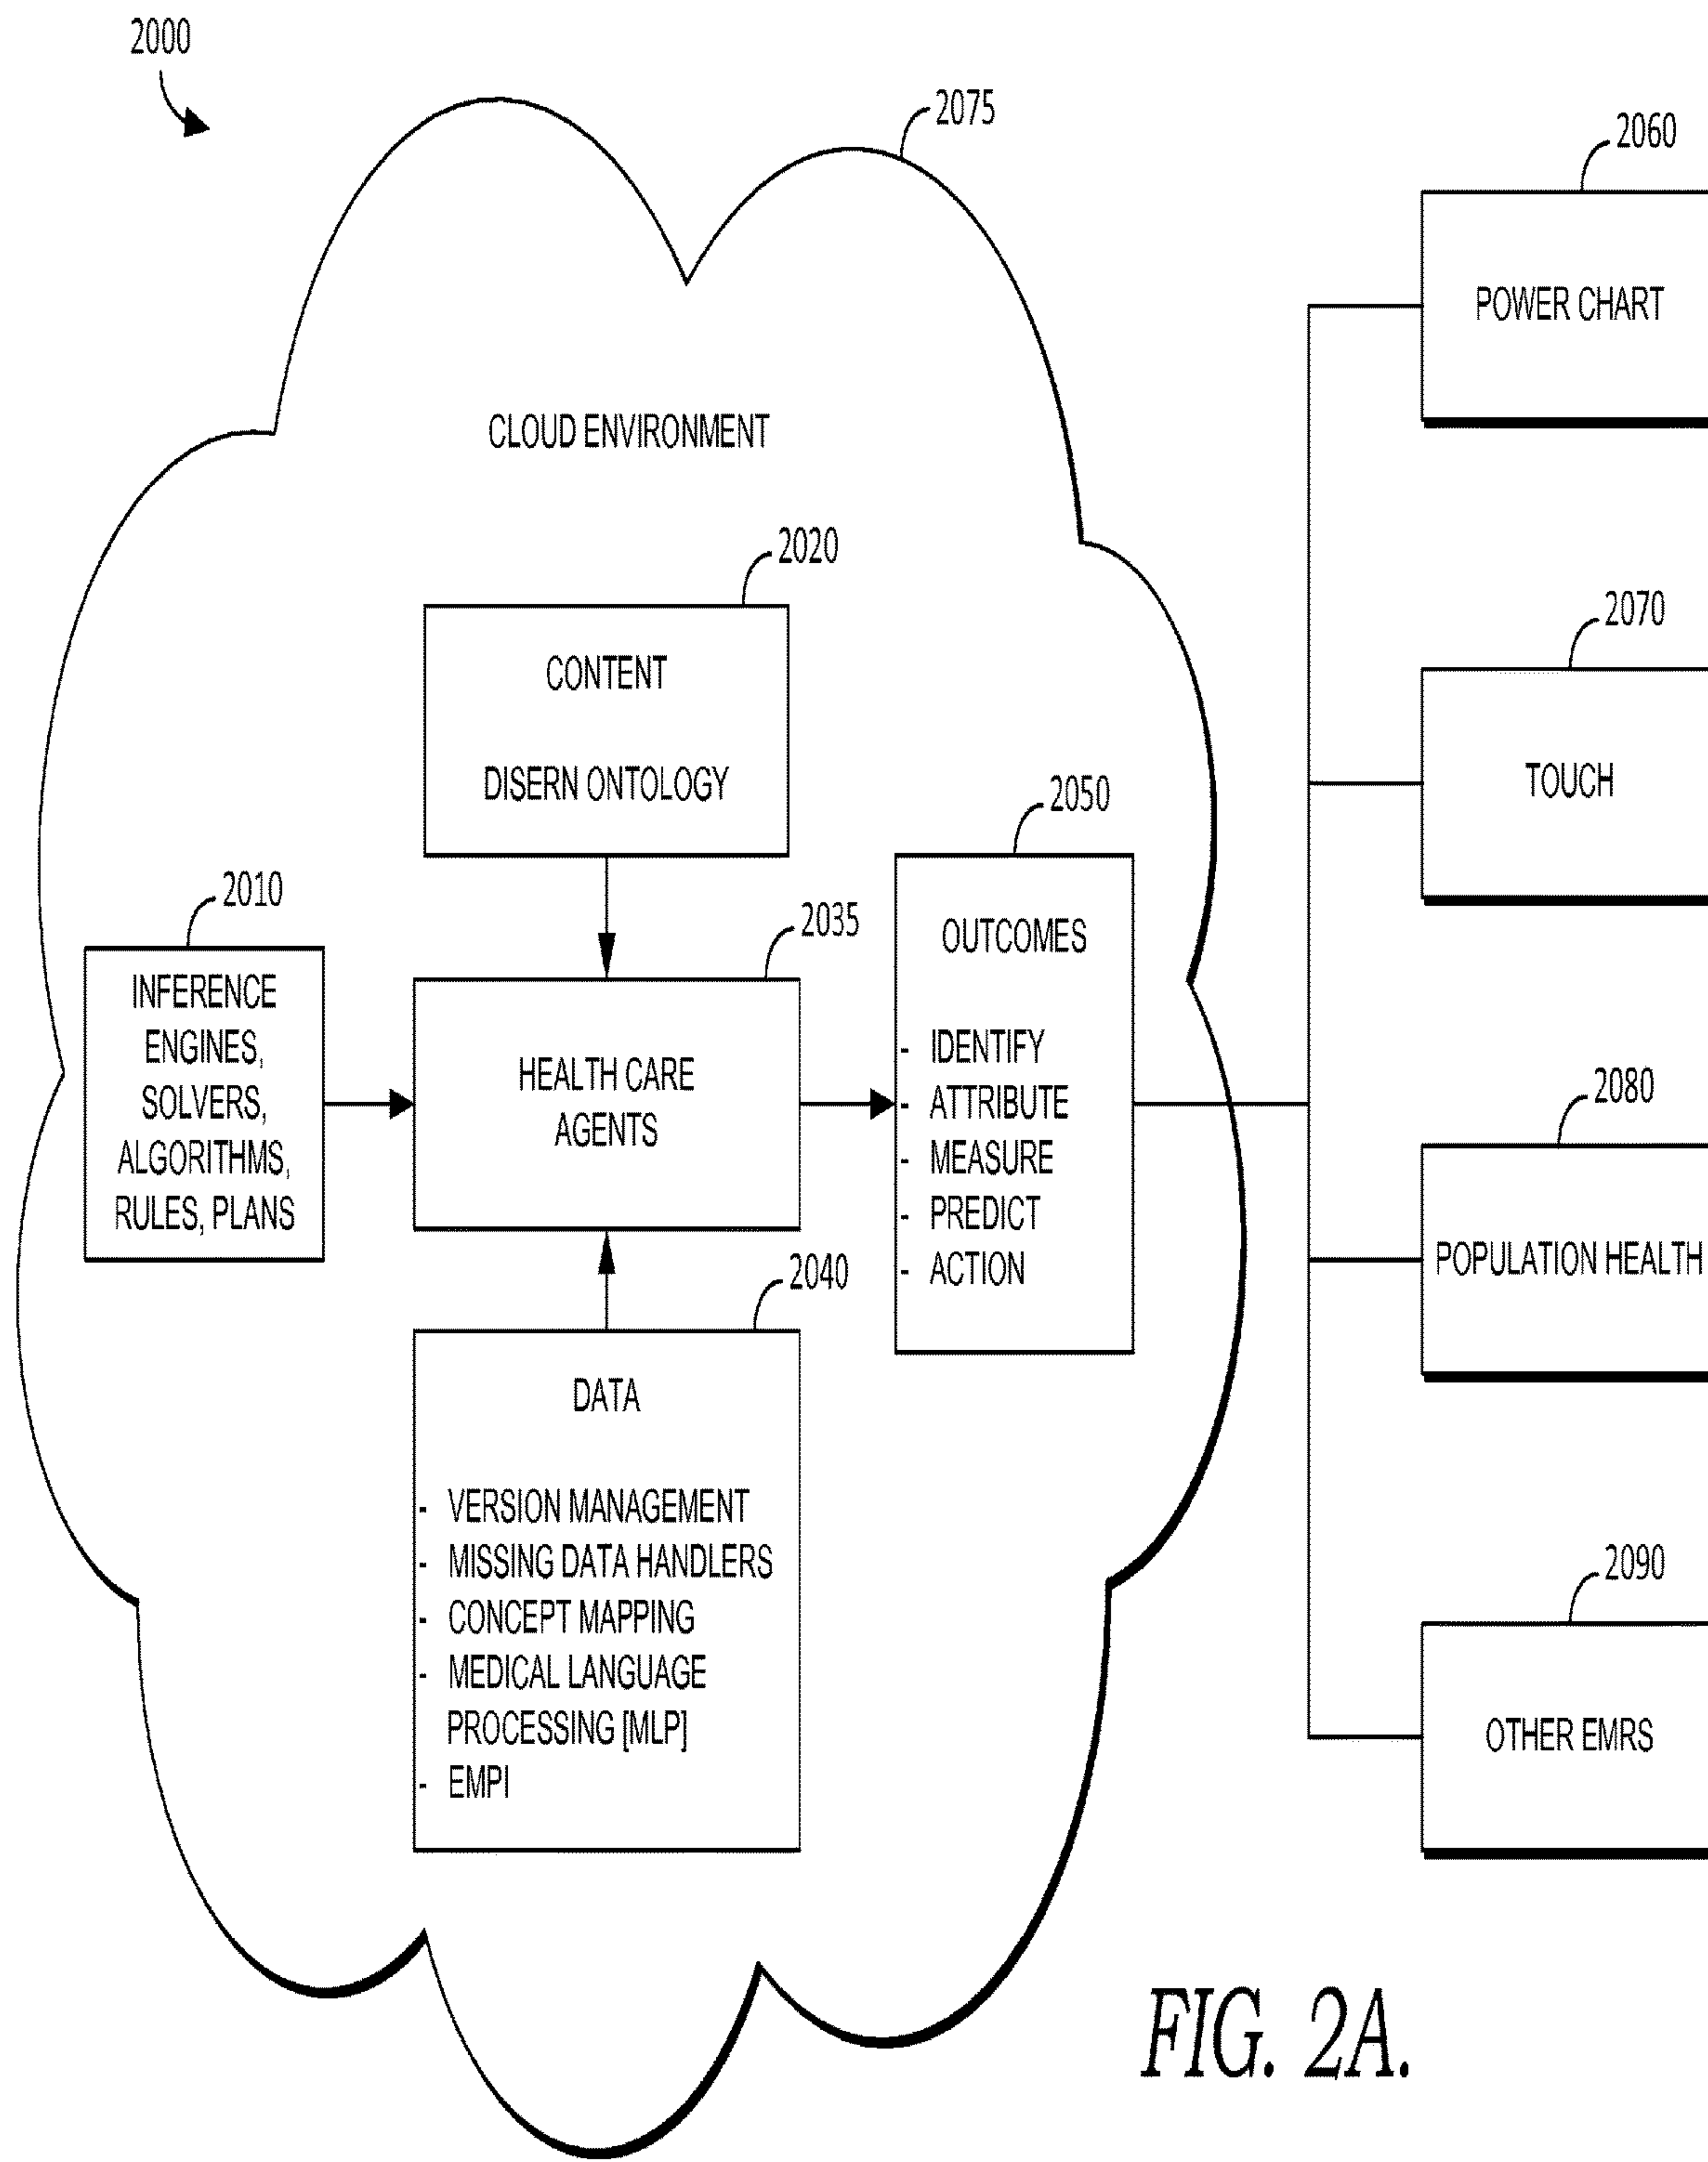 2000
2075
CLOUD ENVIRONMENT
2020
CONTENT
DISERN ONTOLOGY
2010
INFERENCE
ENGINES,
SOLVERS,
ALGORITHMS,
RULES, PLANS
2035
HEALTH CARE
AGENTS
2040
DATA
- VERSION MANAGEMENT
- MISSING DATA HANDLERS
- CONCEPT MAPPING
- MEDICAL LANGUAGE
PROCESSING [MLP]
- EMPI
2050
OUTCOMES
- IDENTIFY
- ATTRIBUTE
- MEASURE
- PREDICT
- ACTION
2060
POWER CHART
2070
TOUCH
2080
POPULATION HEALTH
2090
OTHER EMRS
FIG. 2A.